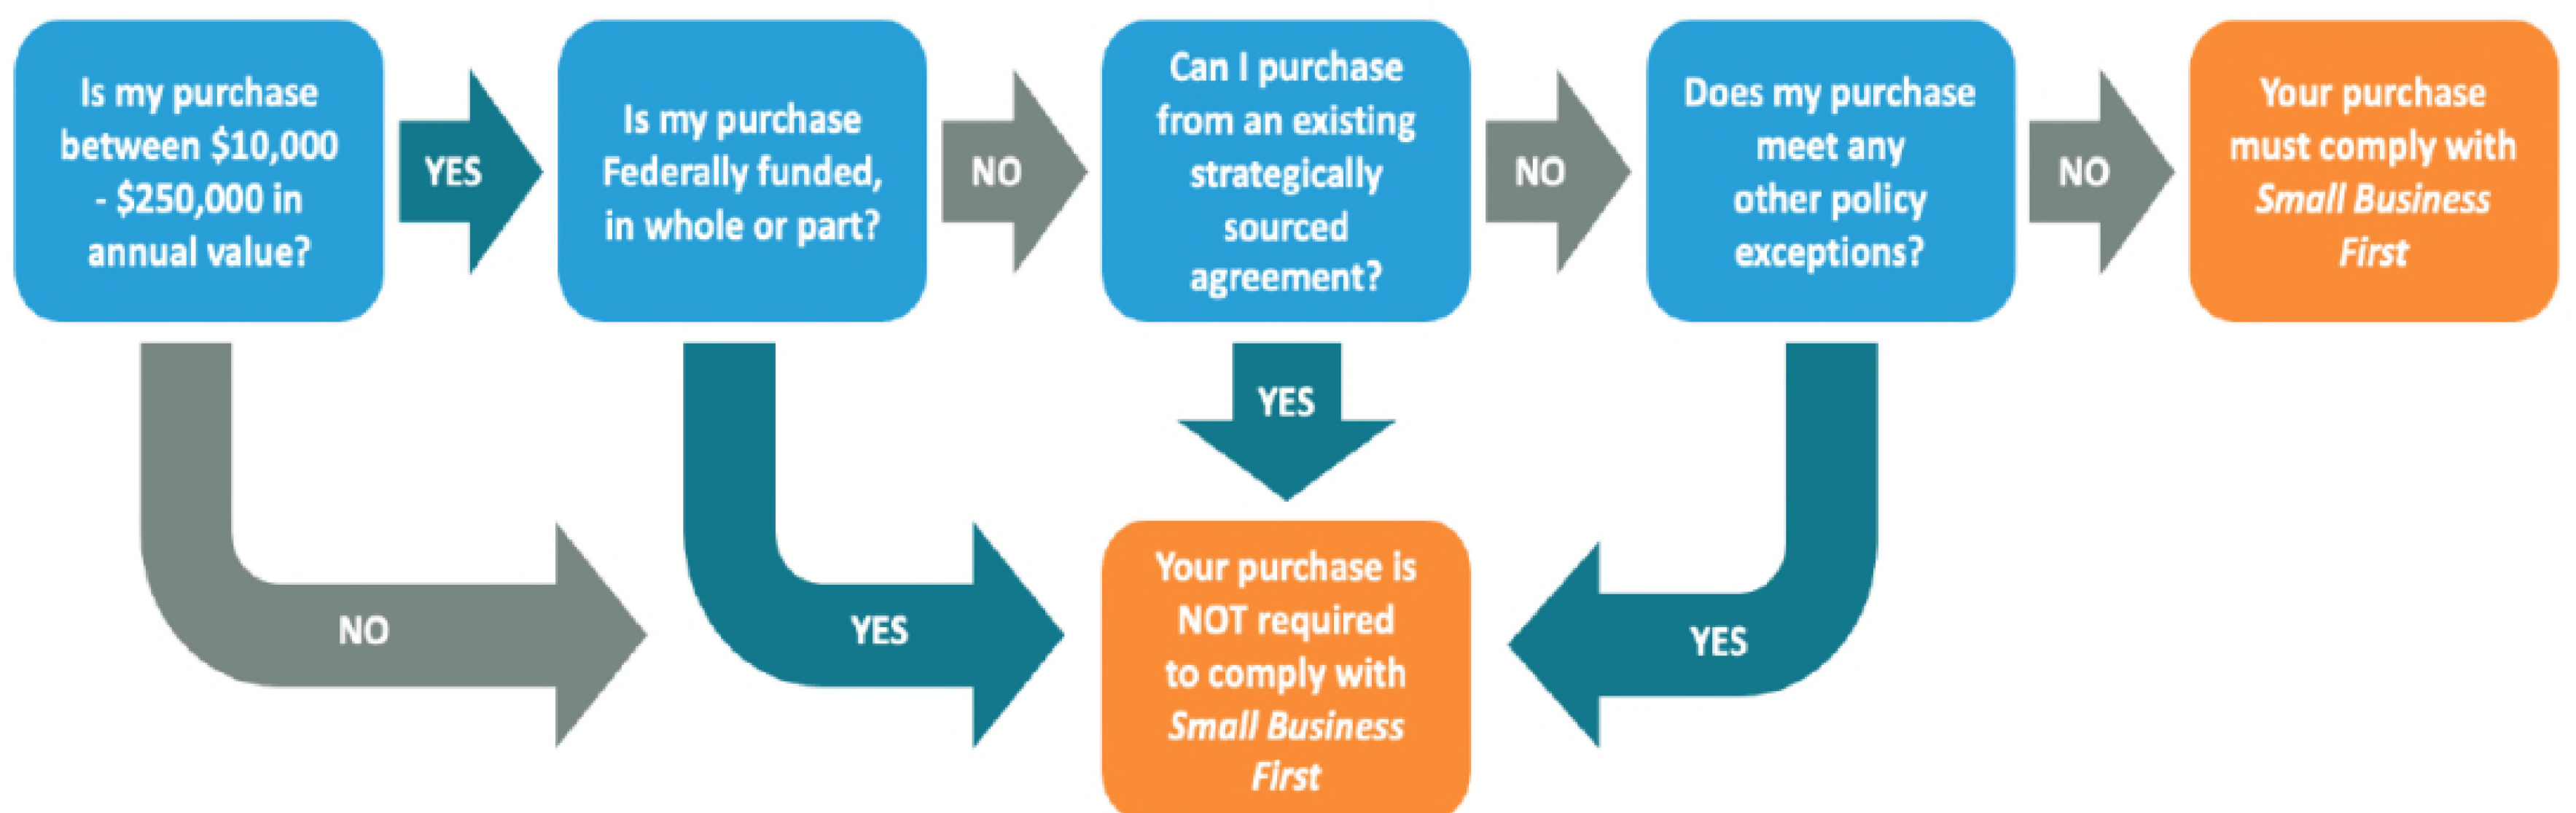 Is my purchase
between $10,000
- $250,000 in
annual value?
YES
Is my purchase
Federally funded,
in whole or part?
NO
Can I purchase
from an existing
strategically
sourced
agreement?
NO
Does my purchase
meet any
other policy
exceptions?
NO
Your purchase
must comply with
Small Business
First
NO
YES
YES
YES
Your purchase is
NOT required
to comply with
Small Business
First